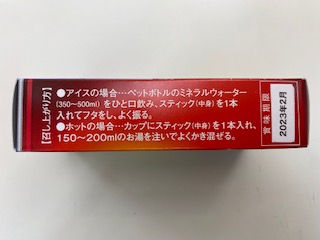 【召し上がり方】
●アイスの場合…ペットボトルのミネラルウォーター
(350～500ml)をひと口飲み、スティック(中身)を1本
入れてフタをし、よく振る。
●ホットの場合…カップにスティック(中身)を1本入れ、
150～200mlのお湯を注いでよくかき混ぜる。
賞味期限
2023年2月